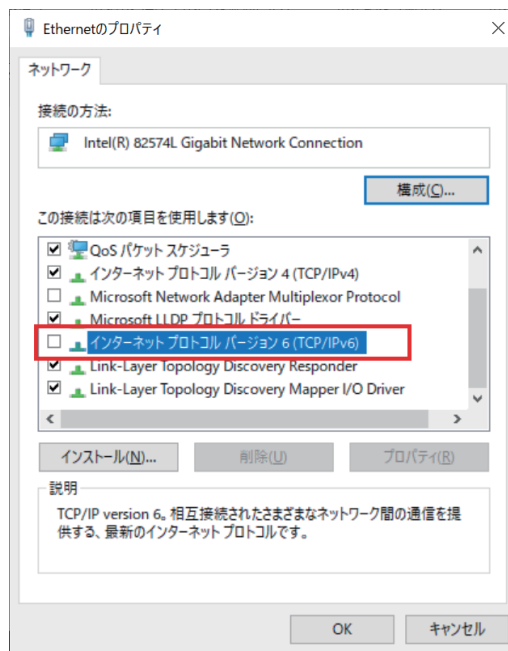 Ethernetのプロパティ
ネットワーク
接続の方法:
Intel(R) 82574L Gigabit Network Connection
構成(C)...
この接続は次の項目を使用します(O):
QoS パケット スケジューラ
インターネット プロトコル バージョン 4 (TCP/IPv4)
Microsoft Network Adapter Multiplexor Protocol
Microsoft LLDP プロトコル ドライバー
インターネット プロトコル バージョン 6 (TCP/IPv6)
Link-Layer Topology Discovery Responder
Link-Layer Topology Discovery Mapper I/O Driver
インストール(N)...
削除(U)
プロパティ(R)
説明
TCP/IP version 6。相互接続されたさまざまなネットワーク間の通信を提
供する、最新のインターネット プロトコルです。
OK
キャンセル